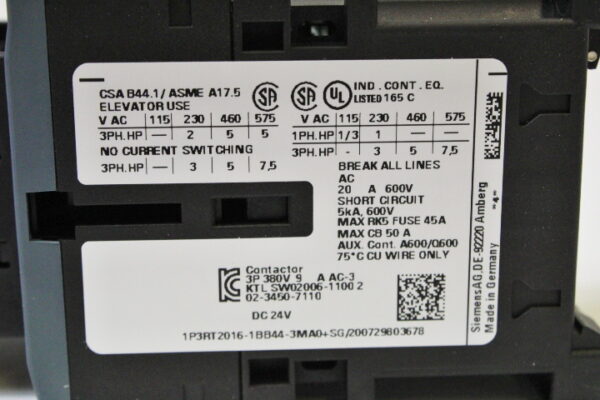 CSA B44.1/ ASME A17.5
ELEVATOR USE
V AC 115 230 460 575
3PH.HP — 2 5 5
NO CURRENT SWITCHING
3PH.HP — 3 5 7,5
SA SA UL IND. CONT. EQ.
LISTED 165 C
V AC 115 230 460 575
1PH.HP 1/3 1 — —
3PH.HP - 3 5 7,5
BREAK ALL LINES
AC
20 A 600V
SHORT CIRCUIT
5kA, 600V
MAX RK5 FUSE 45A
MAX CB 50 A
AUX. Cont. A600/Q600
75°C CU WIRE ONLY
Contactor
3P 380V 9 A AC-3
KTL SW02006-1100 2
02-3450-7110
DC 24V
1P3RT2016-1BB44-3MA0+SG/200729803678
SiemensAG,DE-92220 Amberg
Made in Germany "4"